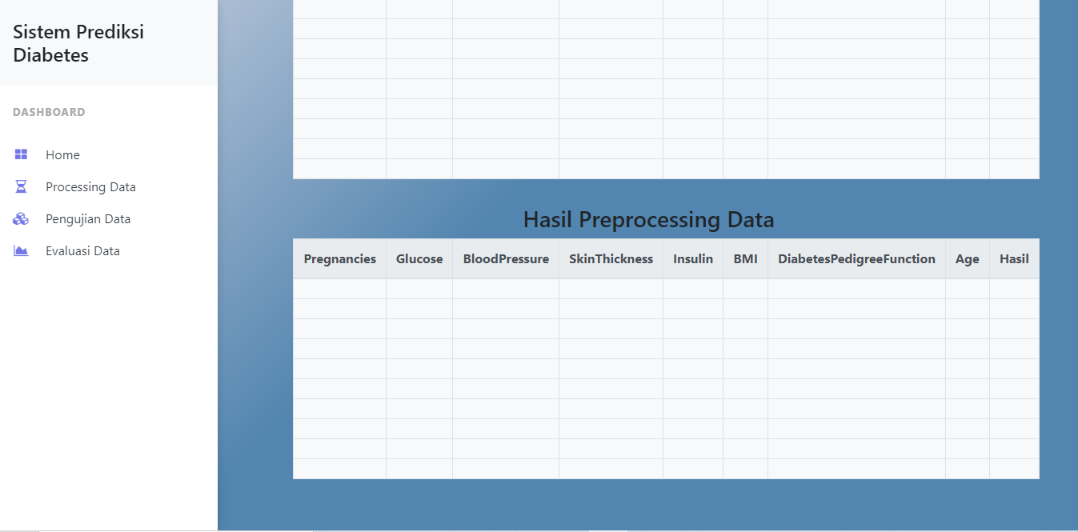 Sistem Prediksi
Diabetes
DASHBOARD
Home
Processing Data
Pengujian Data
Evaluasi Data
Hasil Preprocessing Data
Pregnancies Glucose BloodPressure SkinThickness Insulin BMI DiabetesPedigreeFunction Age Hasil